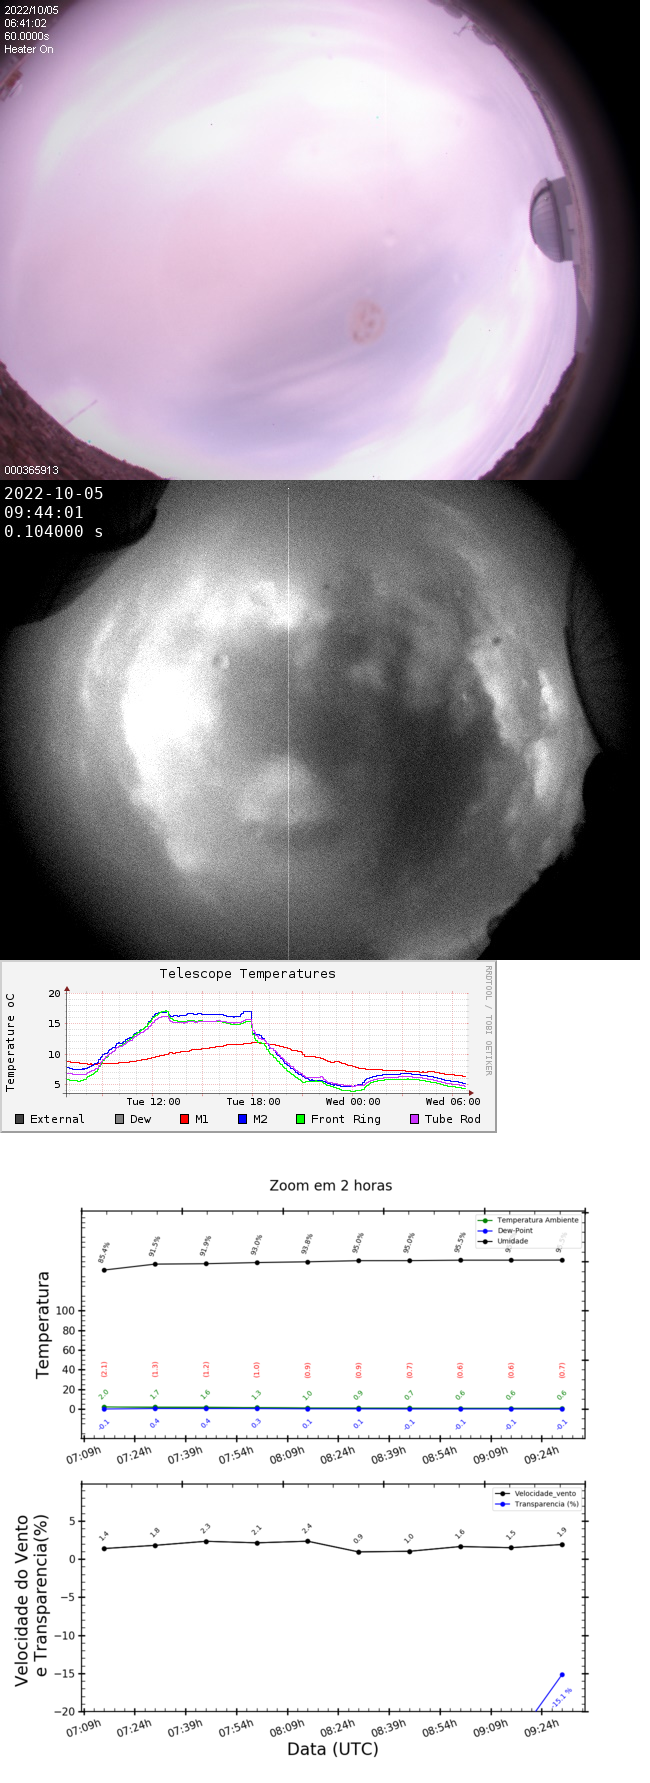 2022/10/05
06:41:02
60.0000s
Heater On
000365913
2022-10-05
09:44:01
0.104000 s
Telescope Temperatures
RRDTOOL / TOBI OETIKER
Temperature oC
20
15
10
5
Tue 12:00 Tue 18:00 Wed 00:00 Wed 06:00
External Dew M1 M2 Front Ring Tube Rod
Zoom em 2 horas
Temperatura Ambiente
Dew-Point
Umidade
85.4% 91.5% 91.9% 93.0% 93.8% 95.0% 95.0% 95.5%
Temperatura
100
80
60
40
20
0
(2.1) (1.3) (1.2) (1.0) (0.9) (0.9) (0.7) (0.6) (0.6) (0.7)
2.0 1.7 1.6 1.3 1.0 0.9 0.7 0.6 0.6 0.6
-0.1 0.4 0.4 0.3 0.1 0.1 -0.1 -0.1 -0.1 -0.1
07:09h 07:24h 07:39h 07:54h 08:09h 08:24h 08:39h 08:54h 09:09h 09:24h
Velocidade_vento
Transparencia (%)
Velocidade do Vento
e Transparencia(%)
5
0
−5
−10
−15
−20
1.4 1.8 2.3 2.1 2.4 0.9 1.0 1.6 1.5 1.9
-15.1 %
07:09h 07:24h 07:39h 07:54h 08:09h 08:24h 08:39h 08:54h 09:09h 09:24h
Data (UTC)